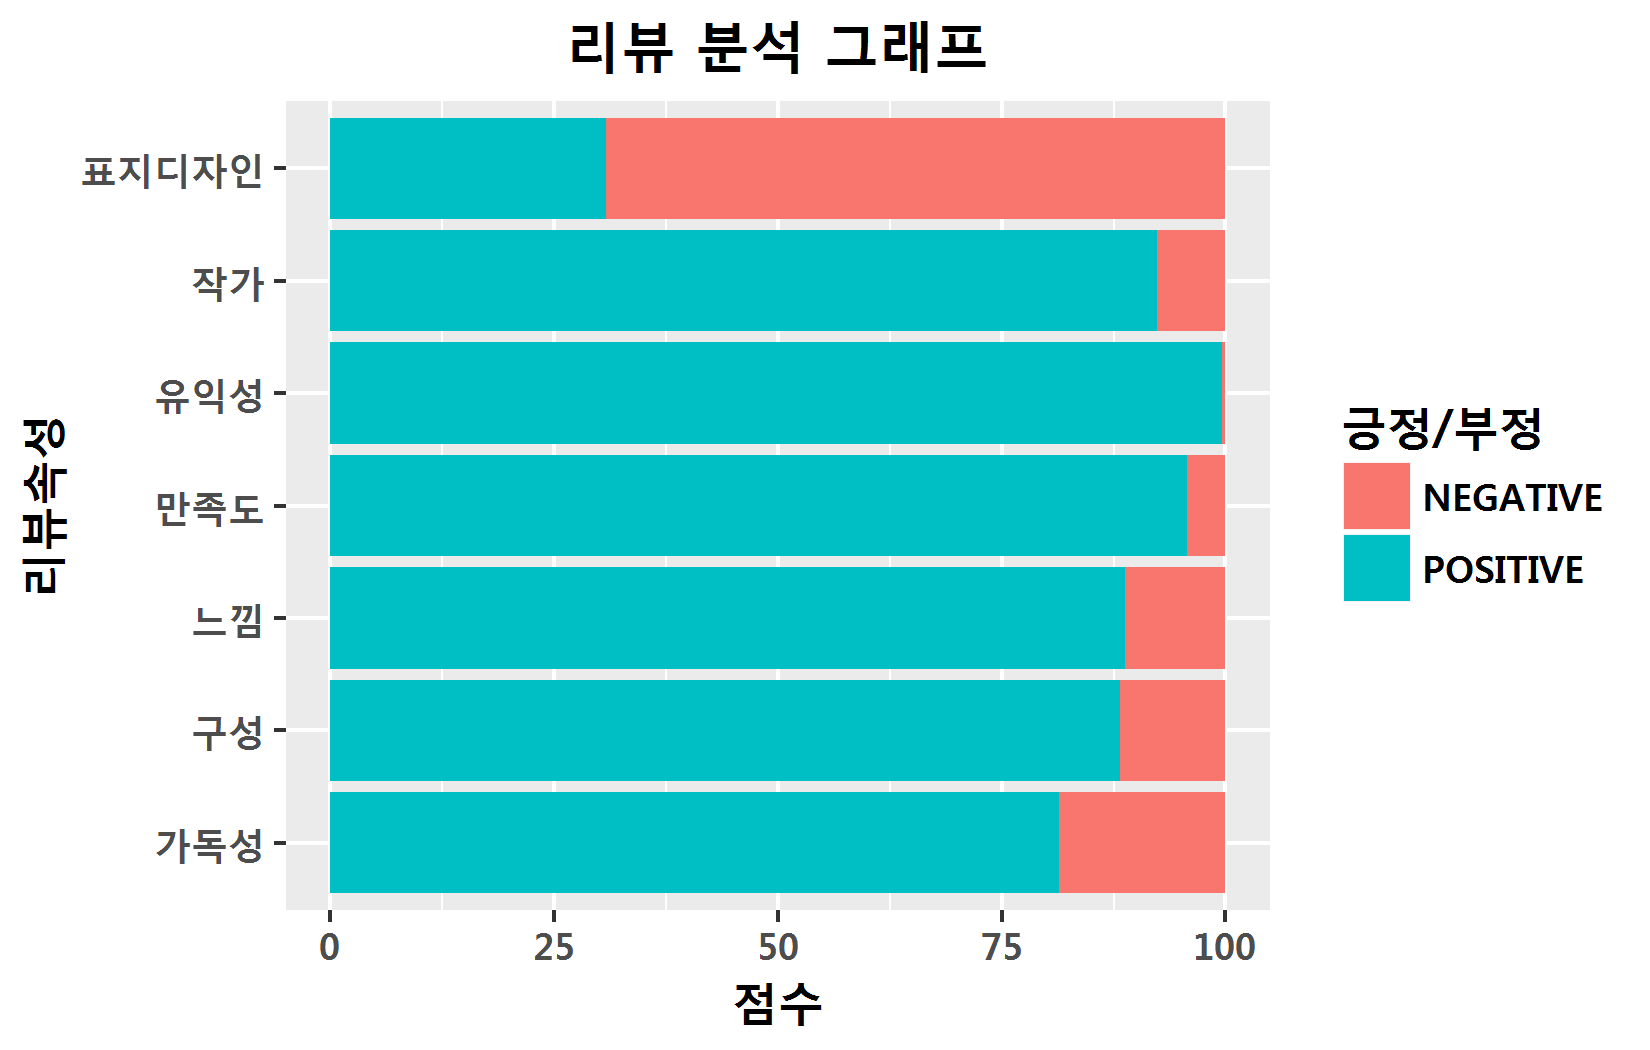 리뷰 분석 그래프
리뷰속성
표지디자인
작가
유익성
만족도
느낌
구성
가독성
0 25 50 75 100
점수
긍정/부정
NEGATIVE
POSITIVE